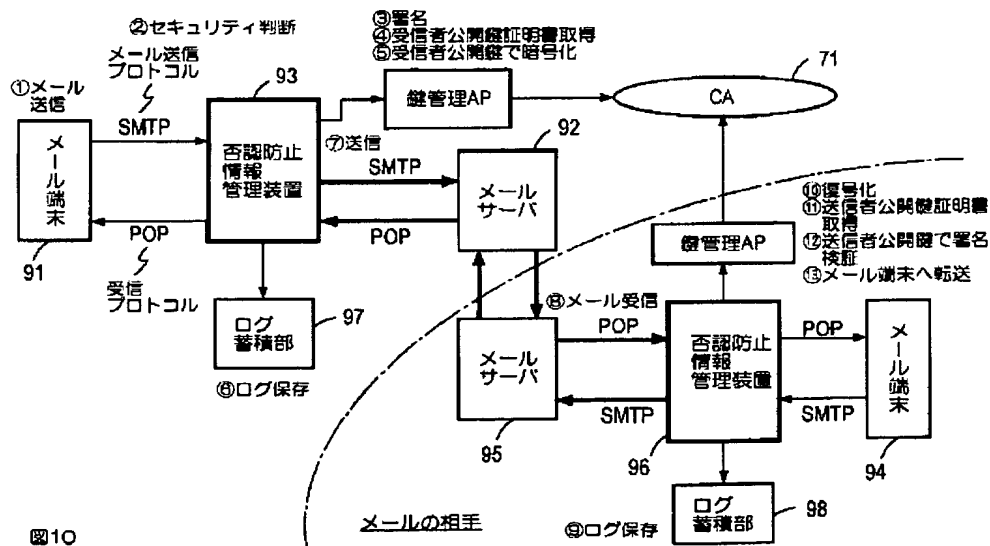 ②セキュリティ判断
③署名
④受信者公開鍵証明書取得
⑤受信者公開鍵で暗号化
メール送信
プロトコル
①メール
送信
93
71
SMTP
鍵管理AP
CA
⑦送信
92
メール端末
否認防止
情報
管理装置
SMTP
メール
サーバ
POP
POP
91
受信
プロトコル
⑩復号化
⑪送信者公開鍵証明書
取得
⑫送信者公開鍵で署名
検証
⑬メール端末へ転送
鍵管理AP
97
ログ
蓄積部
⑥ログ保存
⑧メール受信
POP
POP
メール
サーバ
否認防止
情報
管理装置
メール端末
SMTP
SMTP
95
96
94
ログ
蓄積部
98
⑨ログ保存
メールの相手
図10